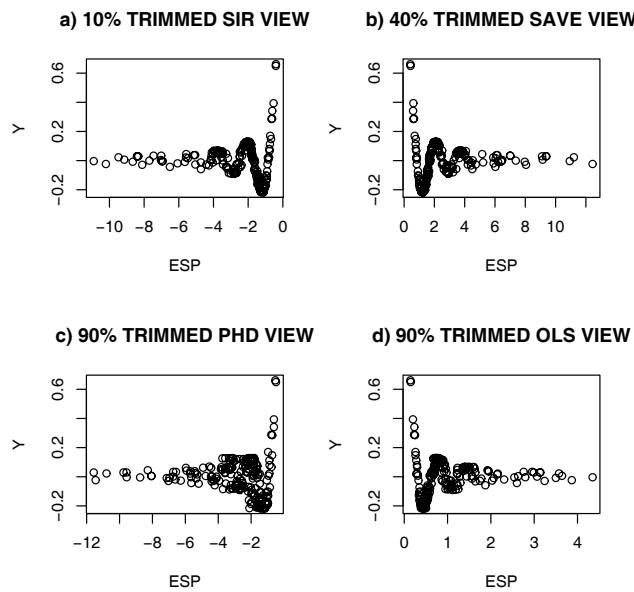 a) 10% TRIMMED SIR VIEW
Y
−0.2 0.2 0.6
−10 −8 −6 −4 −2 0
ESP
b) 40% TRIMMED SAVE VIEW
Y
−0.2 0.2 0.6
0 2 4 6 8 10
ESP
c) 90% TRIMMED PHD VIEW
Y
−0.2 0.2 0.6
−12 −8 −6 −4 −2
ESP
d) 90% TRIMMED OLS VIEW
Y
−0.2 0.2 0.6
0 1 2 3 4
ESP